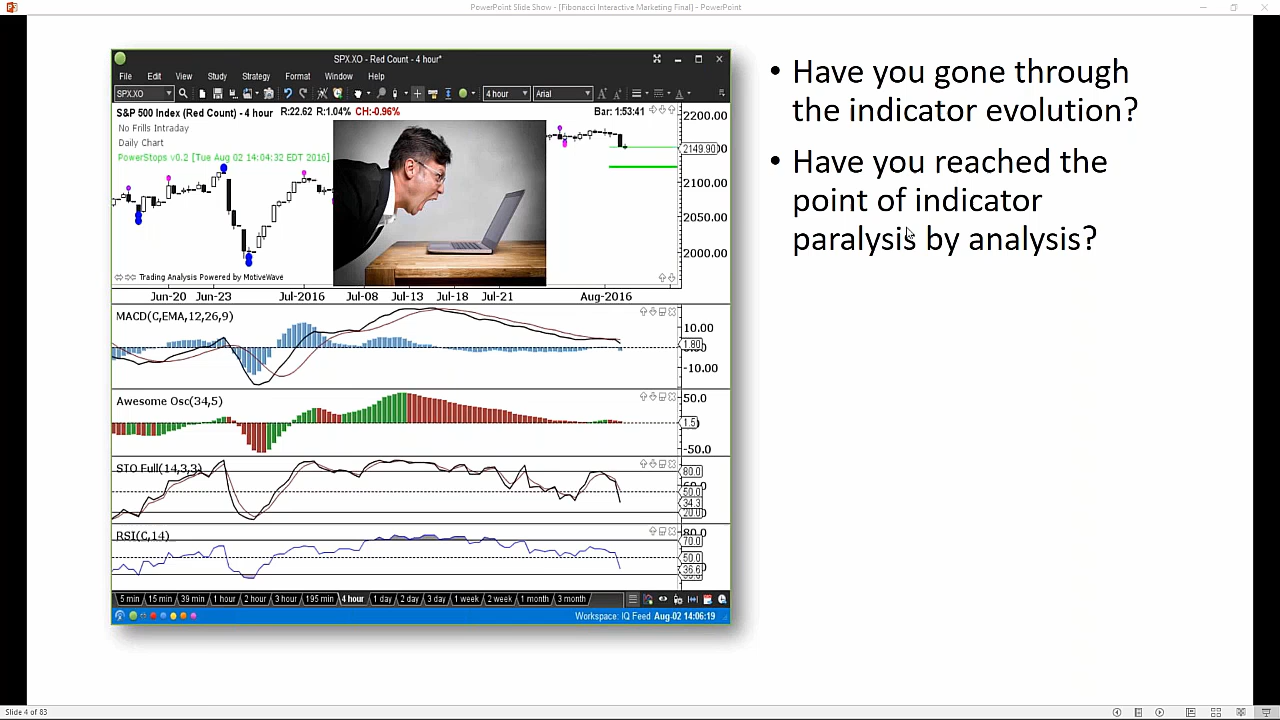 PowerPoint Slide Show - [Fibonacci Interactive Marketing Final] - PowerPoint
SPX.XO - Red Count - 4 hour*
File Edit View Study Strategy Format Window Help
SPX.XO 4 hour Arial
S&P 500 Index (Red Count) - 4 hour R:22.62 R:1.04% CH:-0.96% Bar: 1:53:41
No Frills Intraday
Daily Chart
PowerStops v0.2 [Tue Aug 02 14:04:32 EDT 2016]
2200.00
2149.90
2100.00
2050.00
2000.00
Trading Analysis Powered by MotiveWave
Jun-20 Jun-23 Jul-2016 Jul-08 Jul-13 Jul-18 Jul-21 Aug-2016
MACD(C,EMA,12,26,9)
10.00
1.80
-10.00
Awesome Osc(34,5)
50.0
1.5
-50.0
STO Full(14,3,3)
80.0
50.0
34.3
20.0
RSI(C,14)
80.0
70.0
50.0
36.6
5 min 15 min 39 min 1 hour 2 hour 3 hour 195 min 4 hour 1 day 2 day 3 day 1 week 2 week 1 month 3 month
Workspace: IQ Feed Aug-02 14:06:19
• Have you gone through
the indicator evolution?
• Have you reached the
point of indicator
paralysis by analysis?
Slide 4 of 83